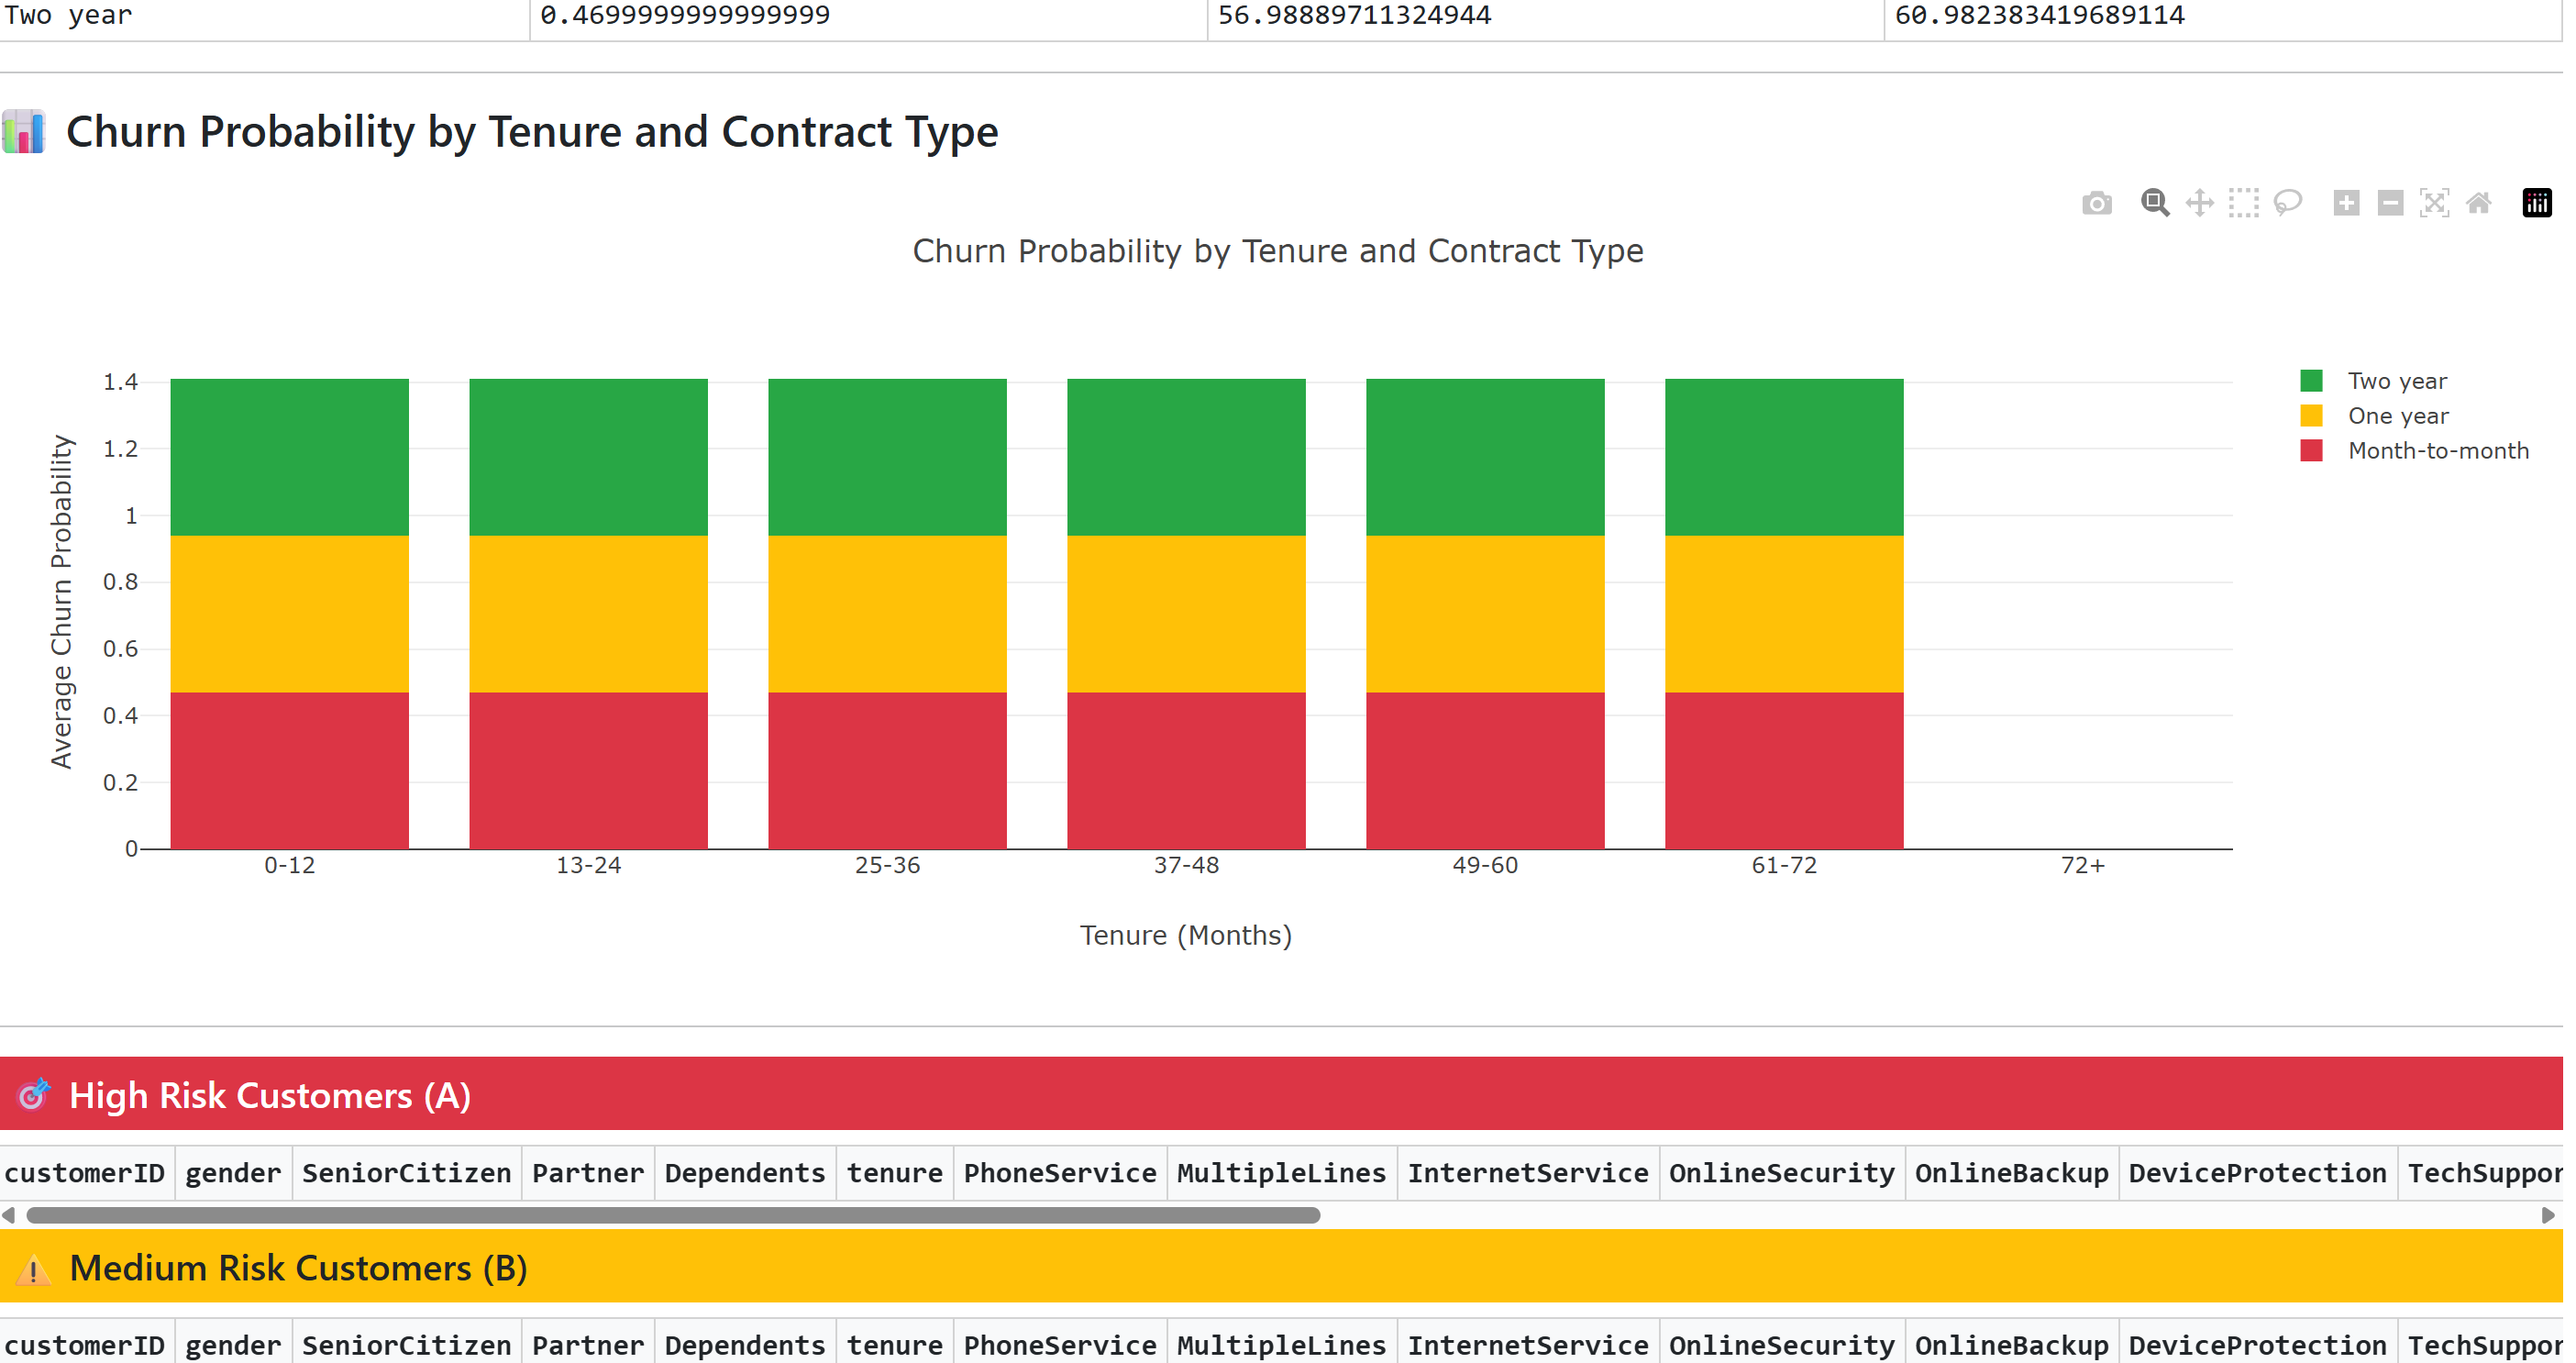 Two year 0.4699999999999999 56.98889711324944 60.982383419689114
Churn Probability by Tenure and Contract Type
Churn Probability by Tenure and Contract Type
Average Churn Probability
1.4
1.2
1
0.8
0.6
0.4
0.2
0
0-12 13-24 25-36 37-48 49-60 61-72 72+
Tenure (Months)
Two year
One year
Month-to-month
High Risk Customers (A)
customerID gender SeniorCitizen Partner Dependents tenure PhoneService MultipleLines InternetService OnlineSecurity OnlineBackup DeviceProtection TechSuppor
Medium Risk Customers (B)
customerID gender SeniorCitizen Partner Dependents tenure PhoneService MultipleLines InternetService OnlineSecurity OnlineBackup DeviceProtection TechSuppor